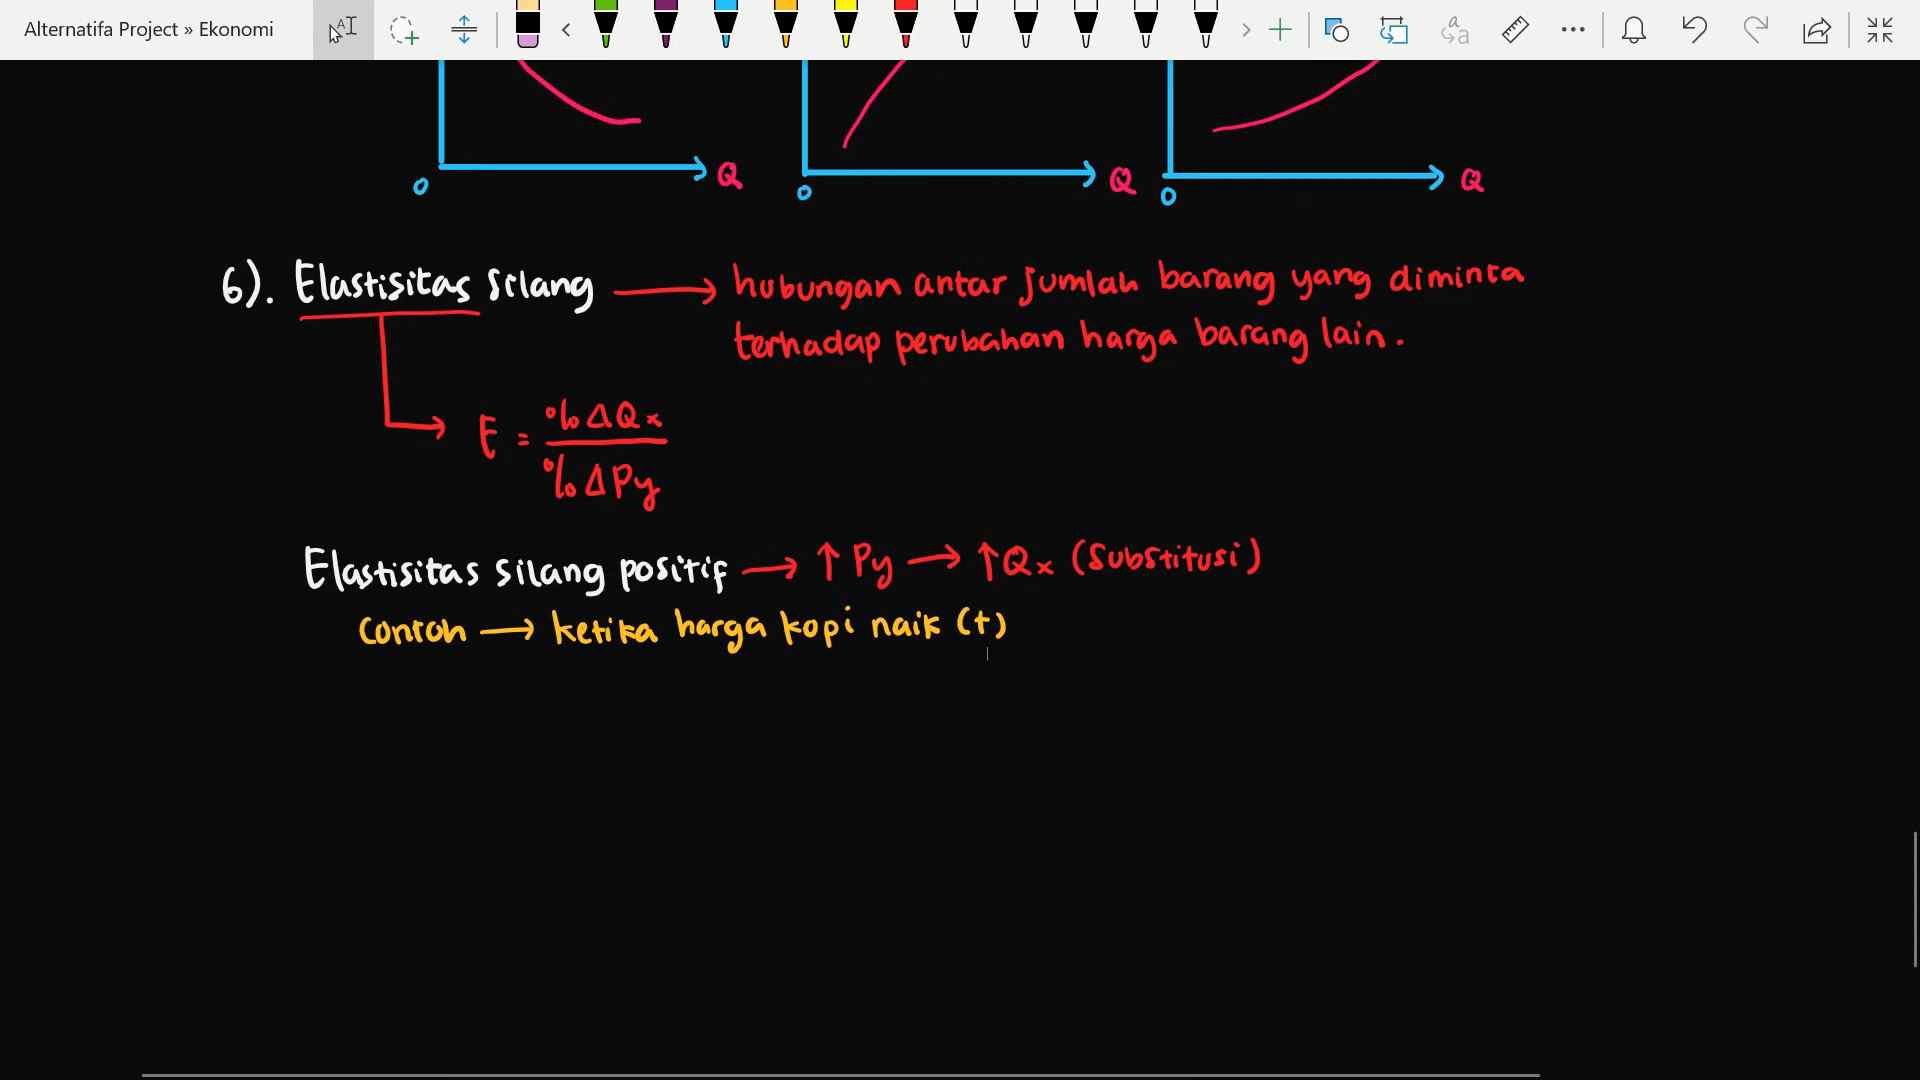 Alternatifa Project » Ekonomi
O Q O Q O Q
6). Elastisitas silang → hubungan antar jumlah barang yang diminta
terhadap perubahan harga barang lain.
E = %ΔQx
%ΔPy
Elastisitas silang positif → ↑ Py → ↑Qx (Substitusi)
Contoh → ketika harga kopi naik (+)